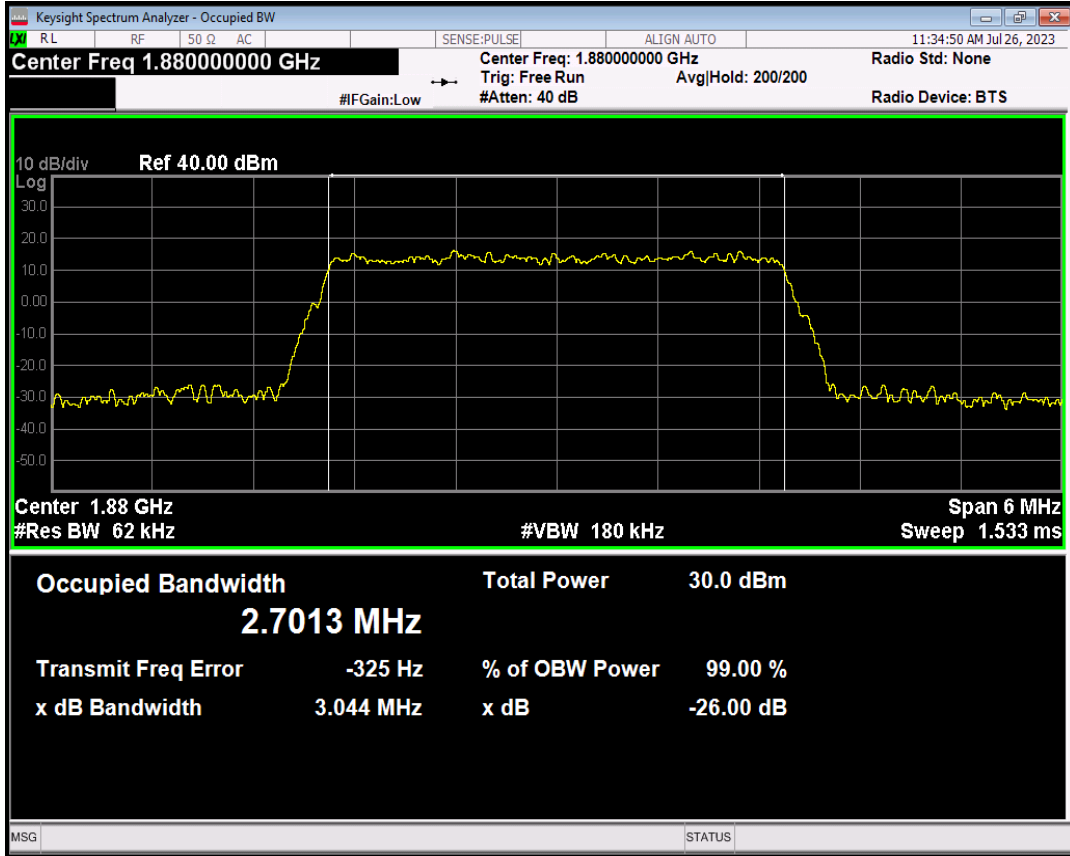 Keysight Spectrum Analyzer - Occupied BW
LXI RL RF 50 Ω AC SENSE:PULSE ALIGN AUTO 11:34:50 AM Jul 26, 2023
Center Freq 1.880000000 GHz
Center Freq: 1.880000000 GHz
Radio Std: None
Trig: Free Run Avg|Hold: 200/200
#IFGain:Low #Atten: 40 dB Radio Device: BTS
10 dB/div Ref 40.00 dBm
Log
30.0
20.0
10.0
0.00
-10.0
-20.0
-30.0
-40.0
-50.0
Center 1.88 GHz Span 6 MHz
#Res BW 62 kHz #VBW 180 kHz Sweep 1.533 ms
Occupied Bandwidth Total Power 30.0 dBm
2.7013 MHz
Transmit Freq Error -325 Hz % of OBW Power 99.00 %
x dB Bandwidth 3.044 MHz x dB -26.00 dB
MSG STATUS